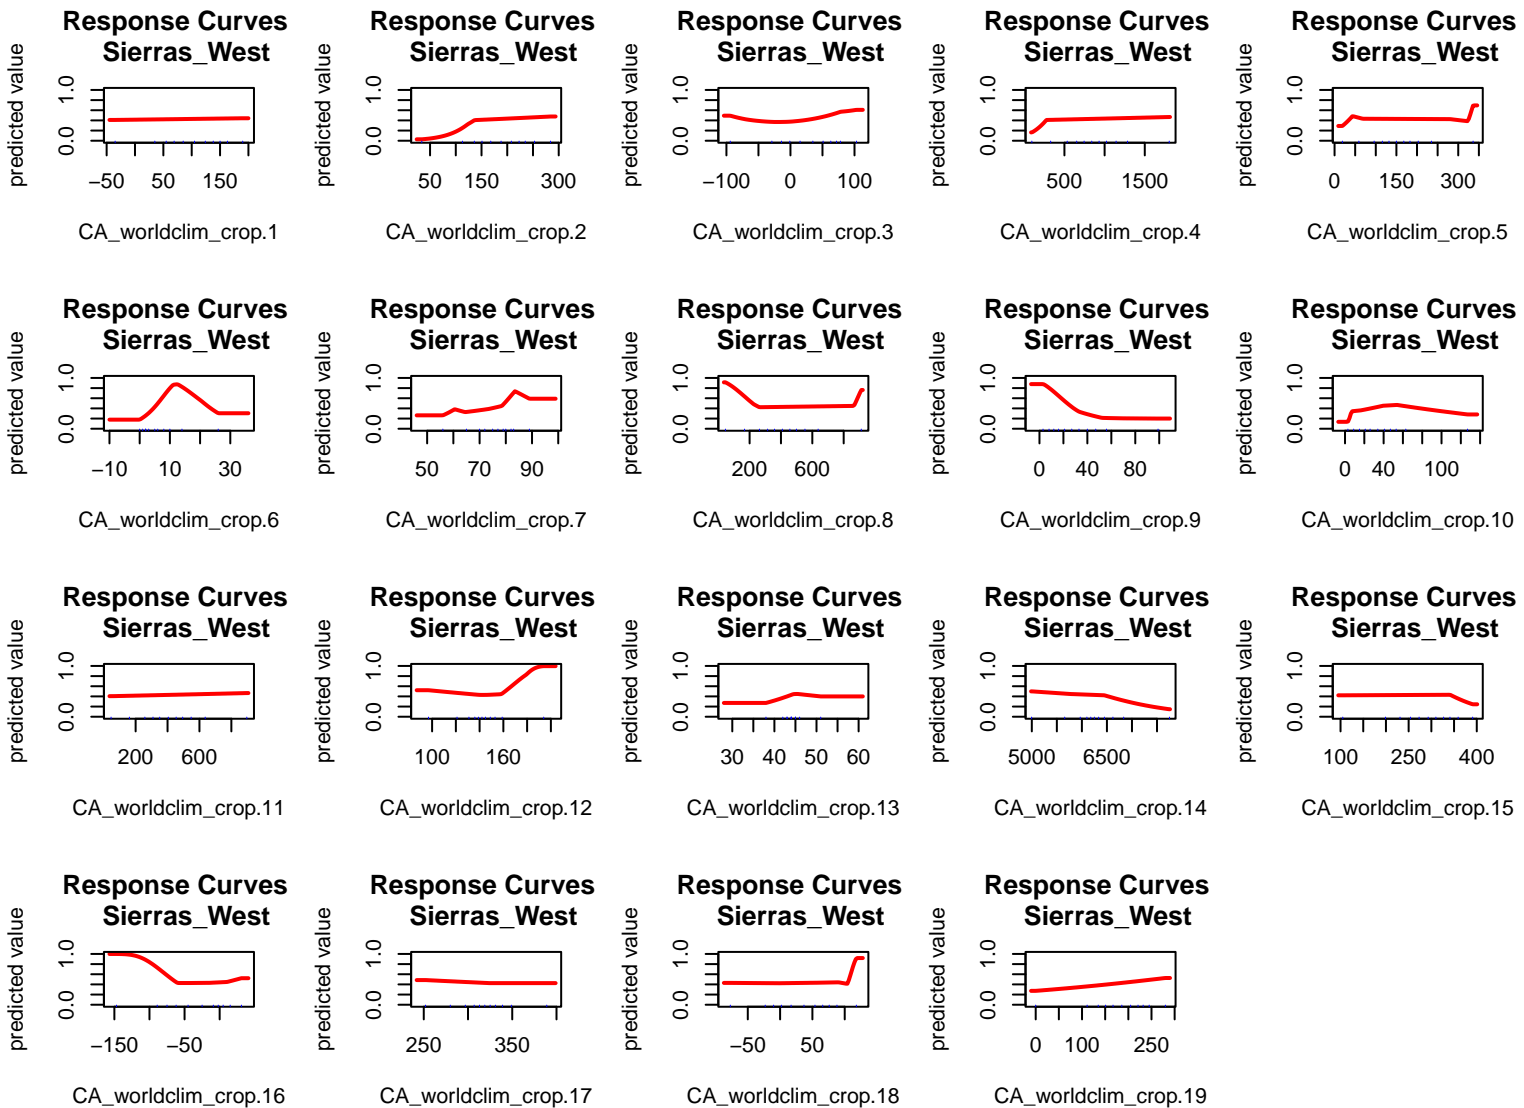 Response Curves
Sierras_West
predicted value
0.0 1.0
−50 50 150
CA_worldclim_crop.1
Response Curves
Sierras_West
predicted value
0.0 1.0
50 150 300
CA_worldclim_crop.2
Response Curves
Sierras_West
predicted value
0.0 1.0
−100 0 100
CA_worldclim_crop.3
Response Curves
Sierras_West
predicted value
0.0 1.0
500 1500
CA_worldclim_crop.4
Response Curves
Sierras_West
predicted value
0.0 1.0
0 150 300
CA_worldclim_crop.5
Response Curves
Sierras_West
predicted value
0.0 1.0
−10 10 30
CA_worldclim_crop.6
Response Curves
Sierras_West
predicted value
0.0 1.0
50 70 90
CA_worldclim_crop.7
Response Curves
Sierras_West
predicted value
0.0 1.0
200 600
CA_worldclim_crop.8
Response Curves
Sierras_West
predicted value
0.0 1.0
0 40 80
CA_worldclim_crop.9
Response Curves
Sierras_West
predicted value
0.0 1.0
0 40 100
CA_worldclim_crop.10
Response Curves
Sierras_West
predicted value
0.0 1.0
200 600
CA_worldclim_crop.11
Response Curves
Sierras_West
predicted value
0.0 1.0
100 160
CA_worldclim_crop.12
Response Curves
Sierras_West
predicted value
0.0 1.0
30 40 50 60
CA_worldclim_crop.13
Response Curves
Sierras_West
predicted value
0.0 1.0
5000 6500
CA_worldclim_crop.14
Response Curves
Sierras_West
predicted value
0.0 1.0
100 250 400
CA_worldclim_crop.15
Response Curves
Sierras_West
predicted value
0.0 1.0
−150 −50
CA_worldclim_crop.16
Response Curves
Sierras_West
predicted value
0.0 1.0
250 350
CA_worldclim_crop.17
Response Curves
Sierras_West
predicted value
0.0 1.0
−50 50
CA_worldclim_crop.18
Response Curves
Sierras_West
predicted value
0.0 1.0
0 100 250
CA_worldclim_crop.19